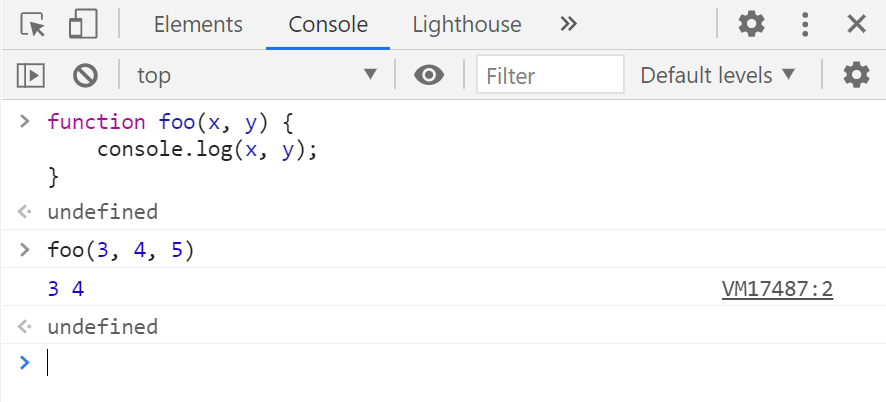 Elements Console Lighthouse »
top Filter Default levels ▼
> function foo(x, y) {
    console.log(x, y);
}
undefined
> foo(3, 4, 5)
3 4 VM17487:2
undefined
>